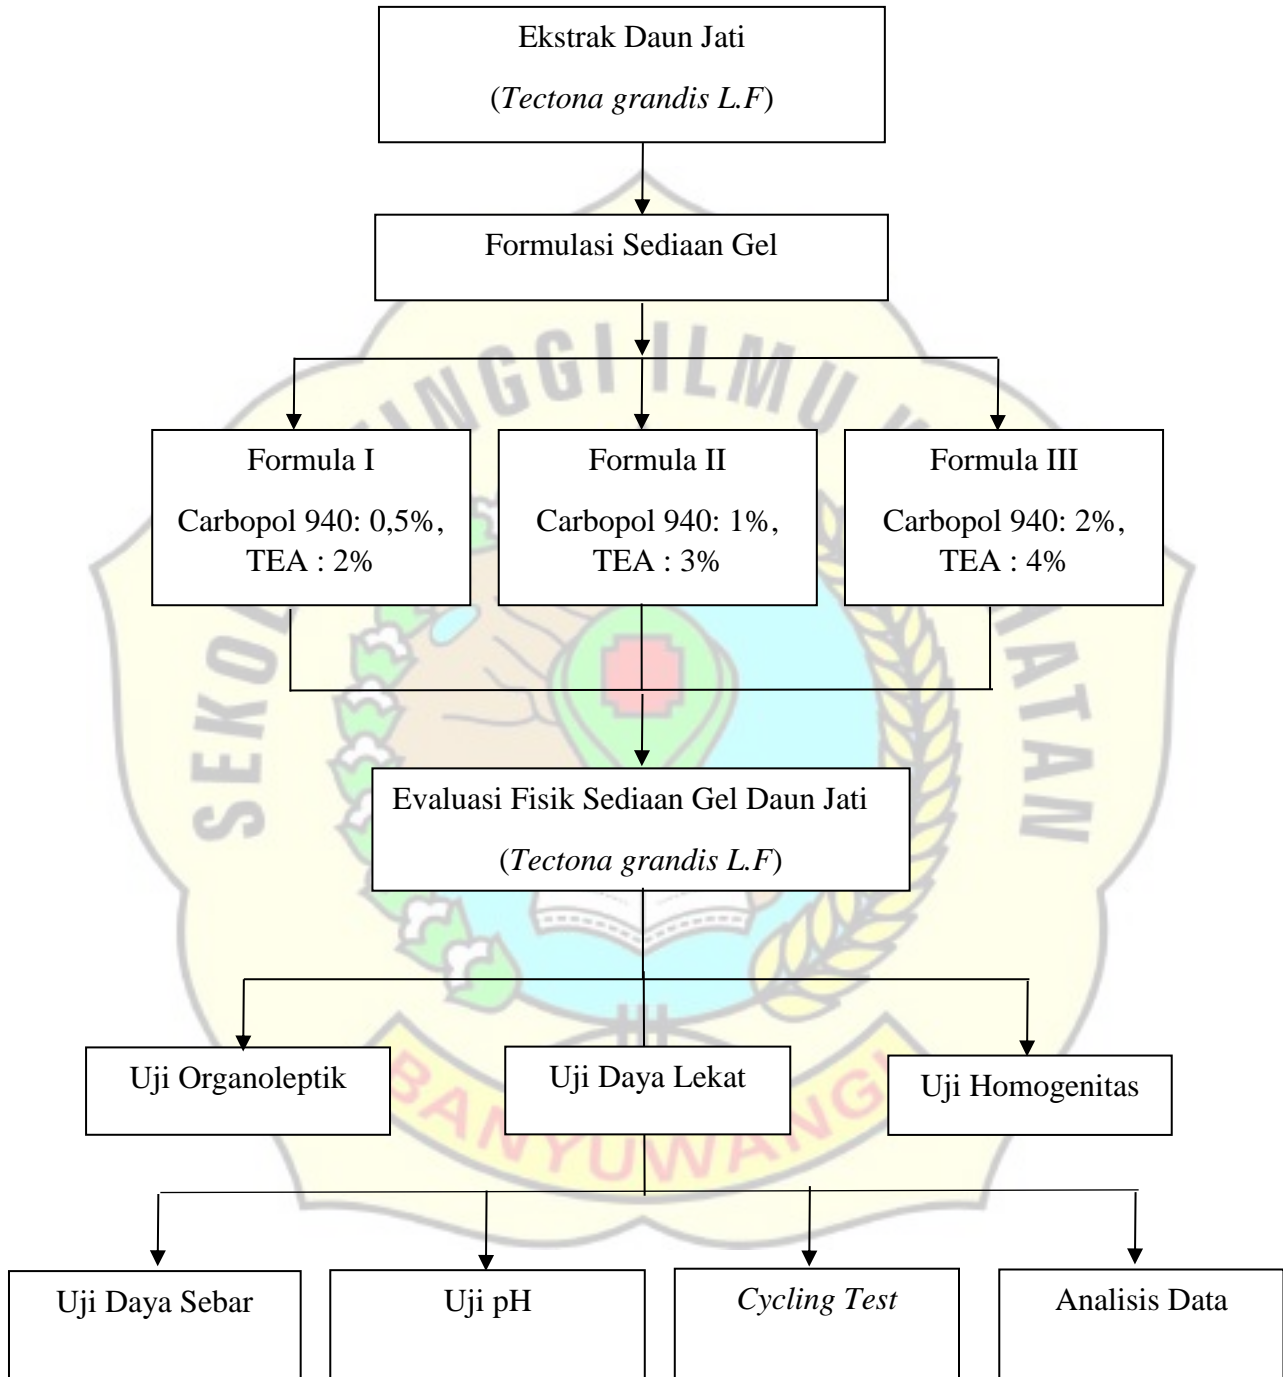 Ekstrak Daun Jati
(Tectona grandis L.F)
Formulasi Sediaan Gel
Formula I
Carbopol 940: 0,5%,
TEA : 2%
Formula II
Carbopol 940: 1%,
TEA : 3%
Formula III
Carbopol 940: 2%,
TEA : 4%
Evaluasi Fisik Sediaan Gel Daun Jati
(Tectona grandis L.F)
Uji Organoleptik
Uji Daya Lekat
Uji Homogenitas
Uji Daya Sebar
Uji pH
Cycling Test
Analisis Data
ILMU
BANYUWANGI